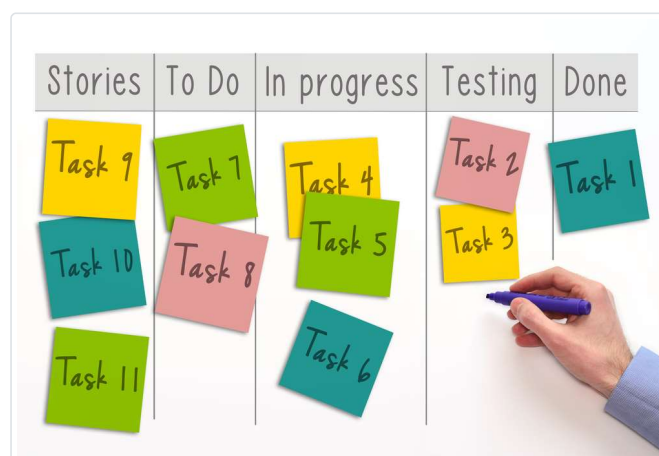 Stories To Do In progress Testing Done
Task 9
Task 10
Task 11
Task 7
Task 8
Task 4
Task 5
Task 6
Task 2
Task 3
Task 1